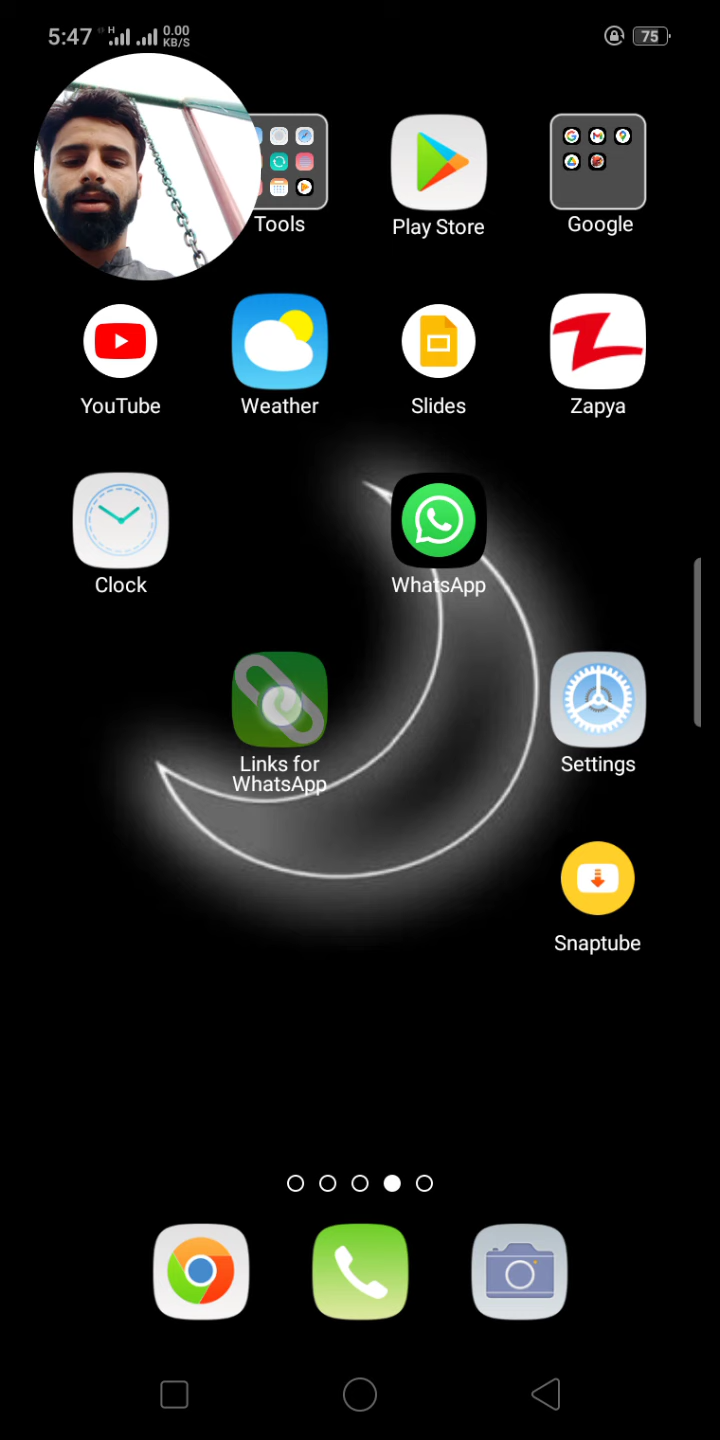 5:47
H
0.00
KB/S
75
Tools
Play Store
Google
YouTube
Weather
Slides
Zapya
Clock
WhatsApp
Links for
WhatsApp
Settings
Snaptube